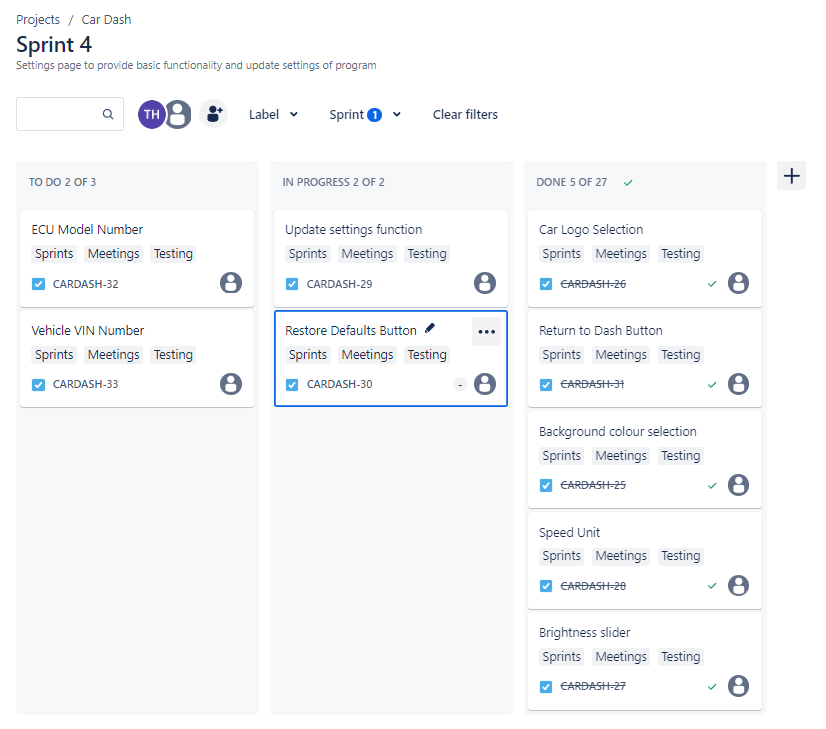 Projects / Car Dash
Sprint 4
Settings page to provide basic functionality and update settings of program
TH Label Sprint 1 Clear filters
TO DO 2 OF 3
ECU Model Number
Sprints Meetings Testing
CARDASH-32
Vehicle VIN Number
Sprints Meetings Testing
CARDASH-33
IN PROGRESS 2 OF 2
Update settings function
Sprints Meetings Testing
CARDASH-29
Restore Defaults Button
Sprints Meetings Testing
CARDASH-30 -
DONE 5 OF 27
Car Logo Selection
Sprints Meetings Testing
CARDASH-26
Return to Dash Button
Sprints Meetings Testing
CARDASH-31
Background colour selection
Sprints Meetings Testing
CARDASH-25
Speed Unit
Sprints Meetings Testing
CARDASH-28
Brightness slider
Sprints Meetings Testing
CARDASH-27